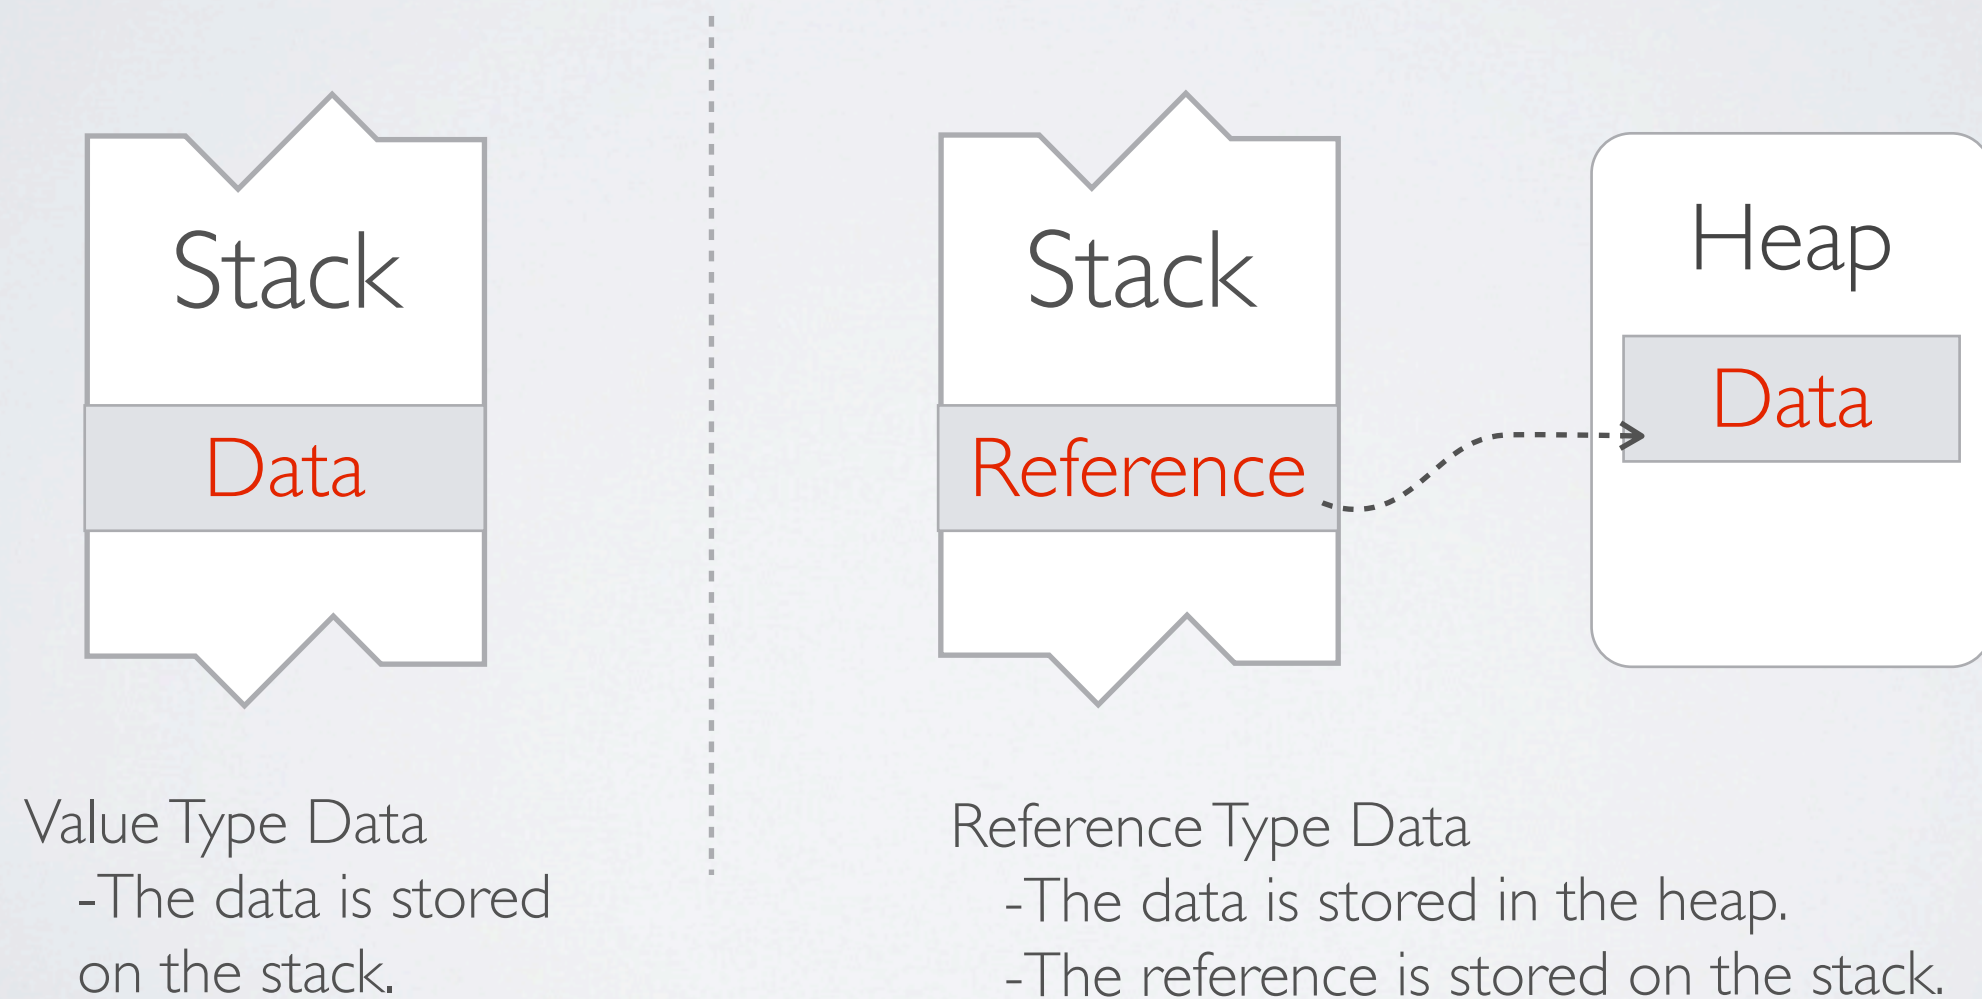 Stack
Data
Stack
Reference
Heap
Data
Value Type Data
-The data is stored
on the stack.
Reference Type Data
-The data is stored in the heap.
-The reference is stored on the stack.